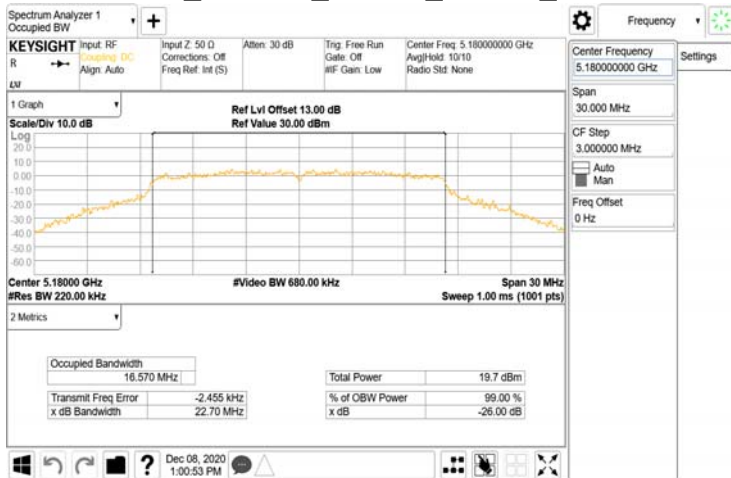 Spectrum Analyzer 1
Occupied BW
Frequency
KEYSIGHT
R
Input: RF
Coupling: DC
Align: Auto
Input Z: 50 Ω
Corrections: Off
Freq Ref: Int (S)
Atten: 30 dB
Trig: Free Run
Gate: Off
#IF Gain: Low
Center Freq: 5.180000000 GHz
Avg|Hold: 10/10
Radio Std: None
1 Graph
Scale/Div 10.0 dB
Ref Lvl Offset 13.00 dB
Ref Value 30.00 dBm
Log
20.0
10.0
0.00
-10.0
-20.0
-30.0
-40.0
-50.0
-60.0
Center 5.18000 GHz
#Res BW 220.00 kHz
#Video BW 680.00 kHz
Span 30 MHz
Sweep 1.00 ms (1001 pts)
2 Metrics
Occupied Bandwidth
16.570 MHz
Total Power 19.7 dBm
Transmit Freq Error -2.455 kHz
% of OBW Power 99.00 %
x dB Bandwidth 22.70 MHz
x dB -26.00 dB
Center Frequency
5.180000000 GHz
Settings
Span
30.000 MHz
CF Step
3.000000 MHz
Auto
Man
Freq Offset
0 Hz
?
Dec 08, 2020
1:00:53 PM